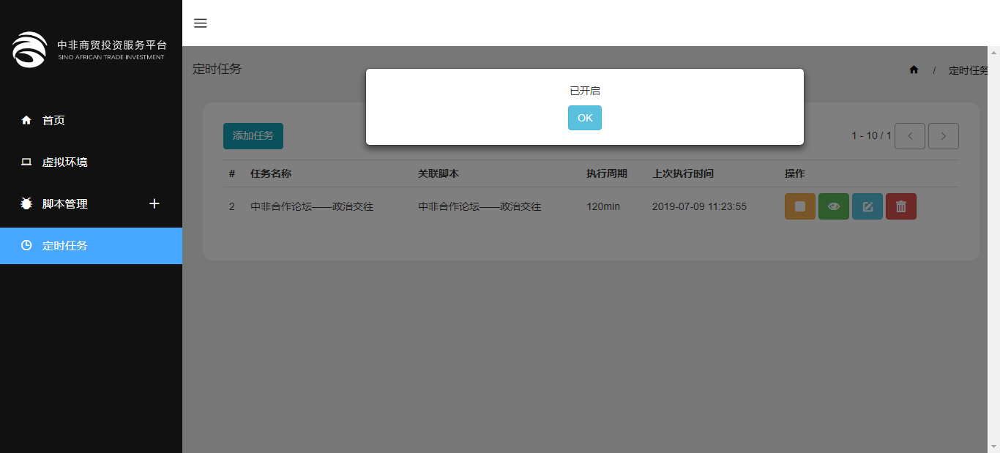 中非商贸投资服务平台
SINO AFRICAN TRADE INVESTMENT
首页
虚拟环境
脚本管理
定时任务
定时任务
/ 定时任务
已开启
OK
添加任务
1 - 10 / 1
# 任务名称 关联脚本 执行周期 上次执行时间 操作
2 中非合作论坛——政治交往 中非合作论坛——政治交往 120min 2019-07-09 11:23:55